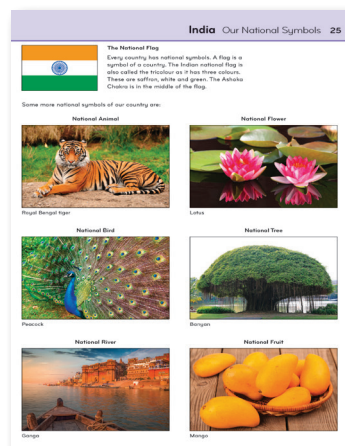 India Our National Symbols 25
The National Flag
Every country has national symbols. A flag is a
symbol of a country. The Indian national flag is
also called the tricolour as it has three colours.
These are saffron, white and green. The Ashoka
Chakra is in the middle of the flag.
Some more national symbols of our country are:
National Animal
National Flower
Royal Bengal tiger
Lotus
National Bird
National Tree
Peacock
Banyan
National River
National Fruit
Ganga
Mango